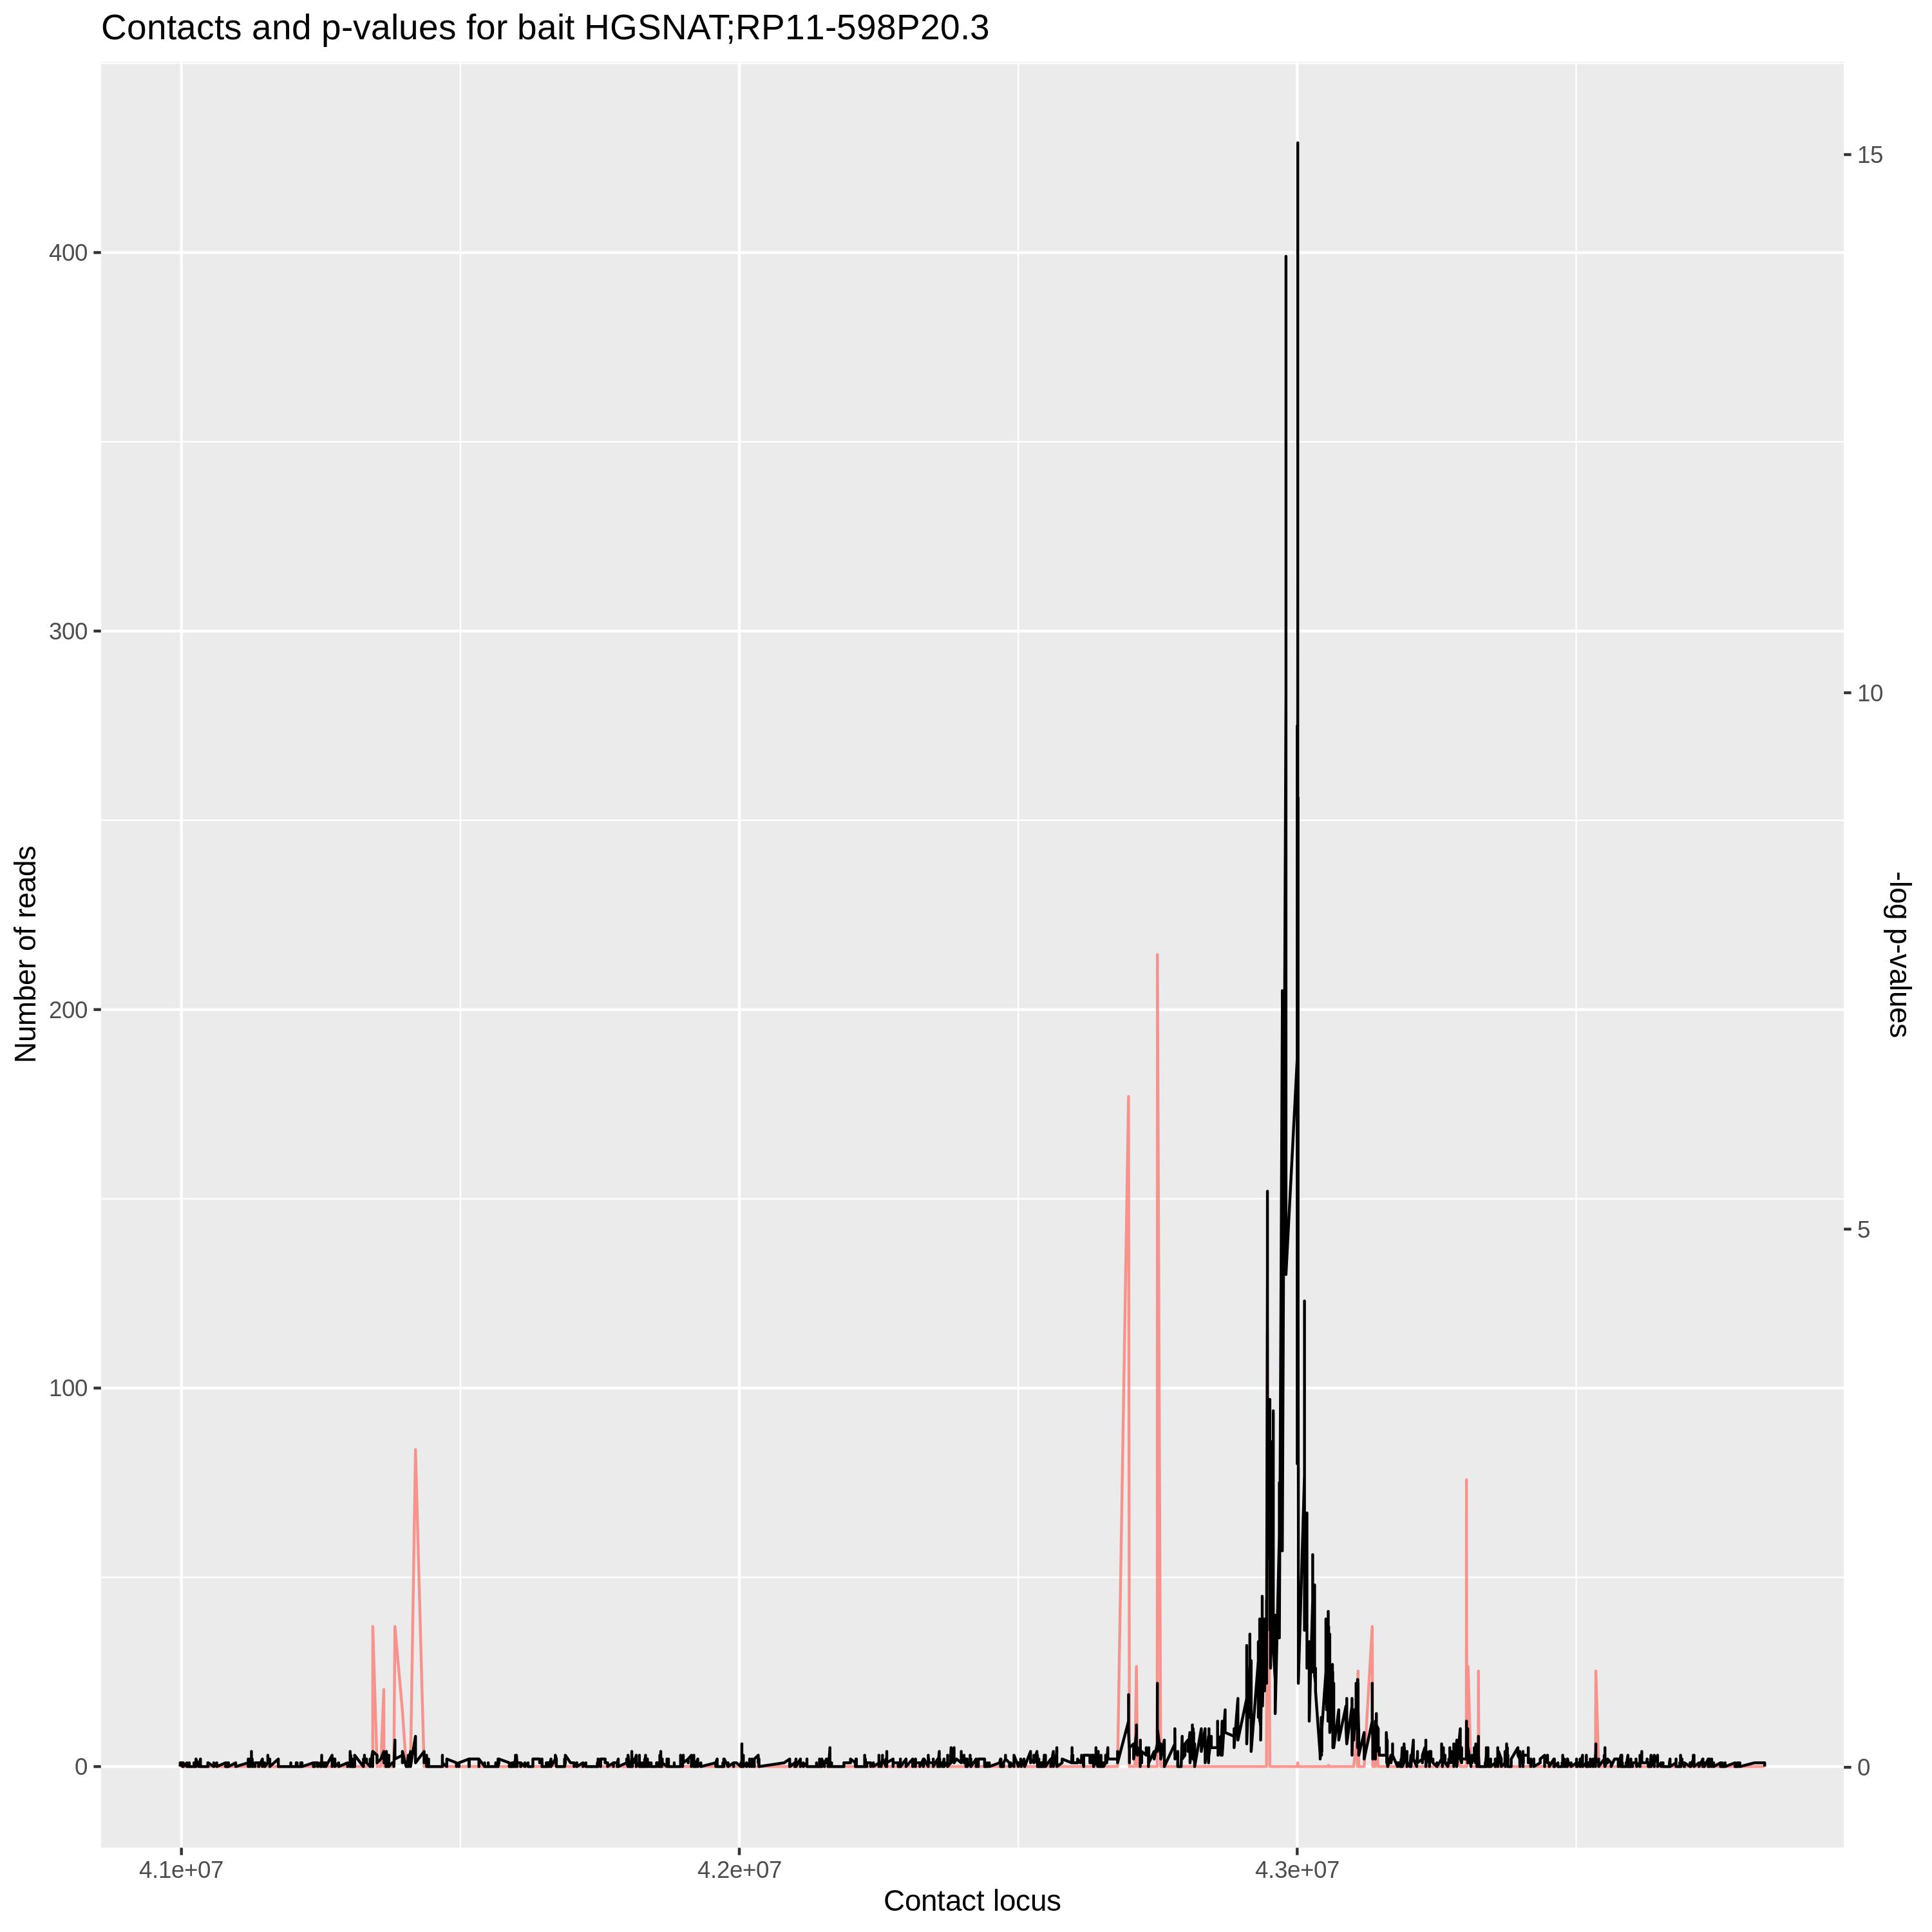 Contacts and p-values for bait HGSNAT;RP11-598P20.3
400
300
200
100
0
Number of reads
15
10
5
0
-log p-values
4.1e+07
4.2e+07
4.3e+07
Contact locus